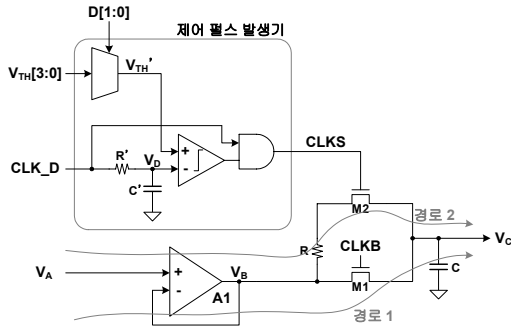 D[1:0]
제어 펄스 발생기
V_TH[3:0]
V_TH'
CLK_D
R'
V_D
C'
+
-
CLKS
M2
경로 2
R
CLKB
V_C
V_A
+
-
V_B
M1
C
A1
경로 1